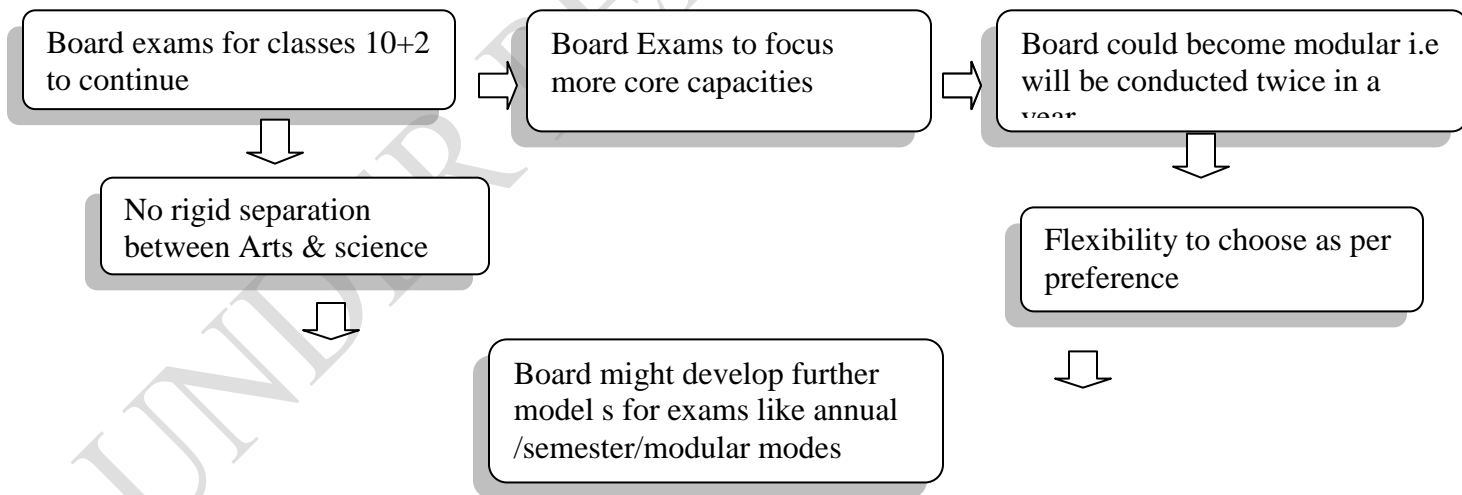 Board exams for classes 10+2
to continue
Board Exams to focus
more core capacities
Board could become modular i.e
will be conducted twice in a
year
No rigid separation
between Arts & science
Flexibility to choose as per
preference
Board might develop further
model s for exams like annual
/semester/modular modes
UNDIR